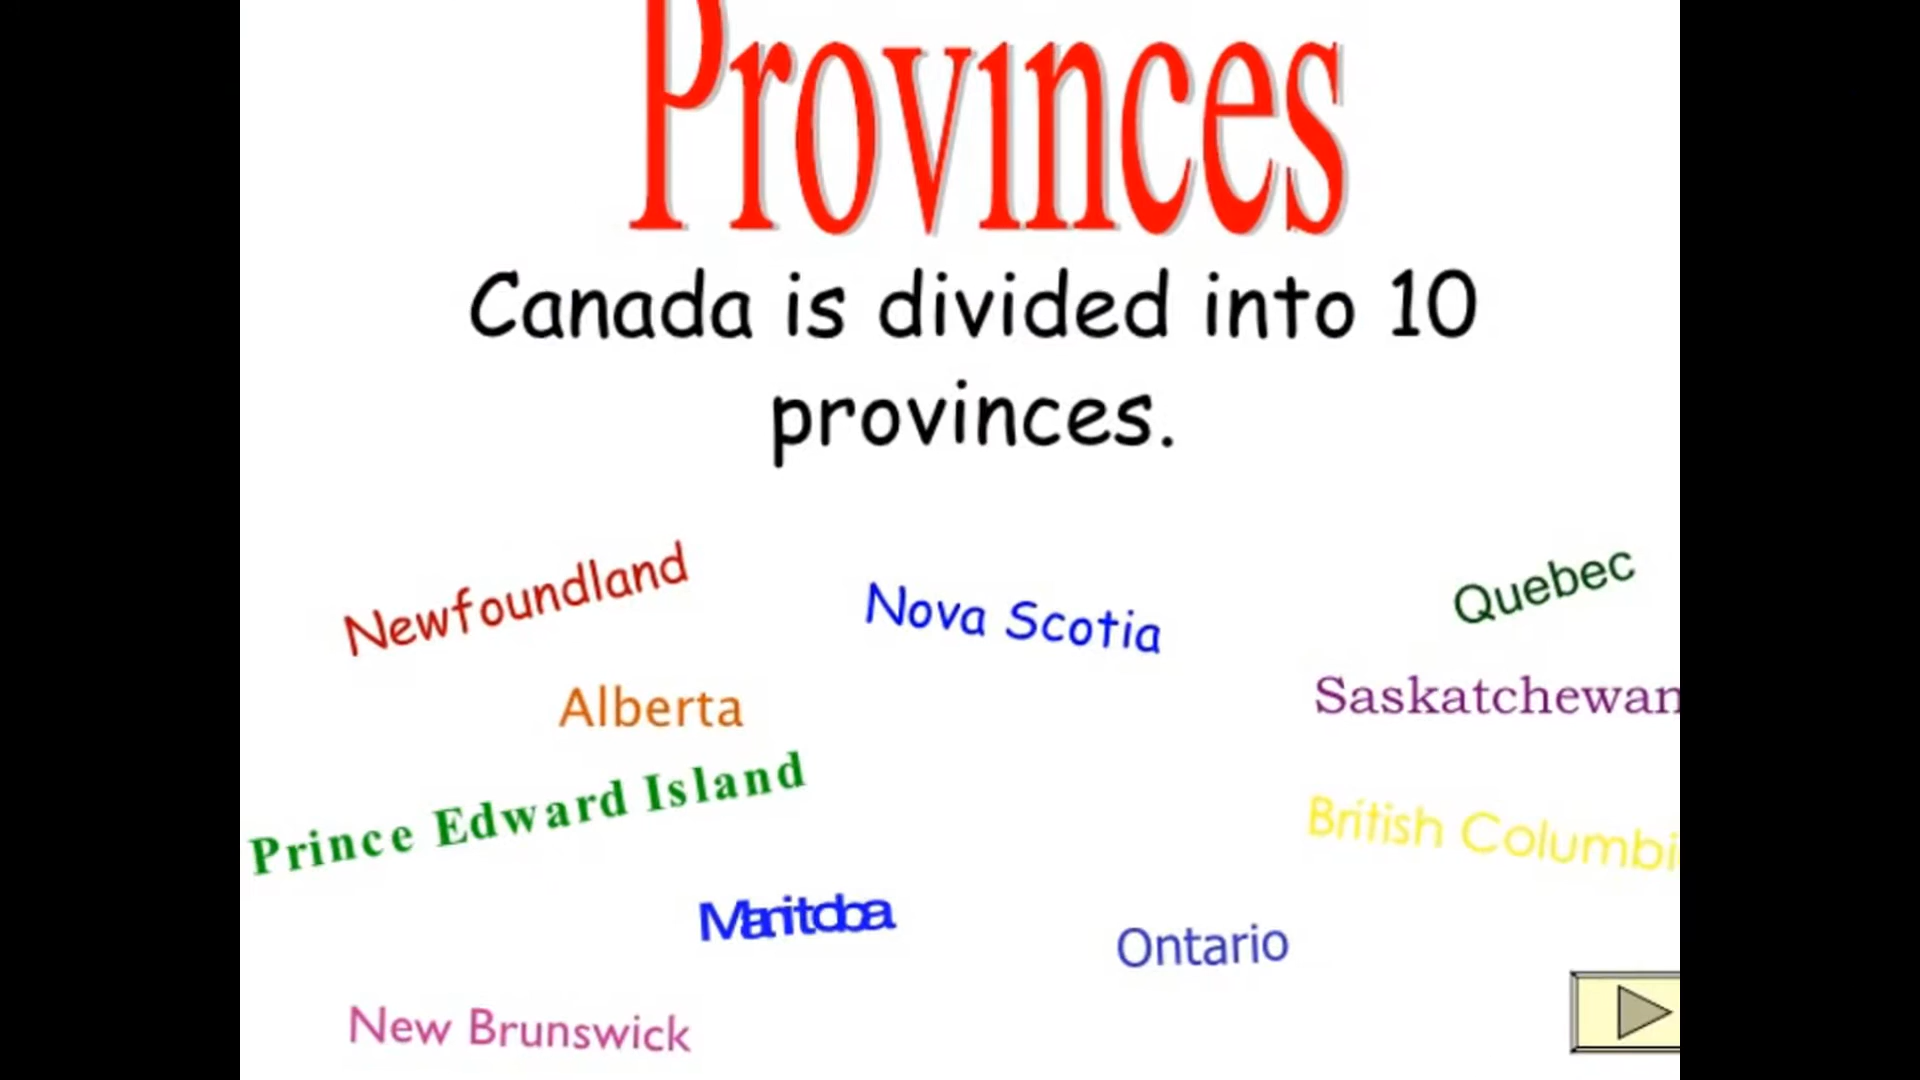 Provinces
Canada is divided into 10
provinces.
Newfoundland
Nova Scotia
Quebec
Alberta
Saskatchewan
Prince Edward Island
British Columbi
Manitoba
Ontario
New Brunswick